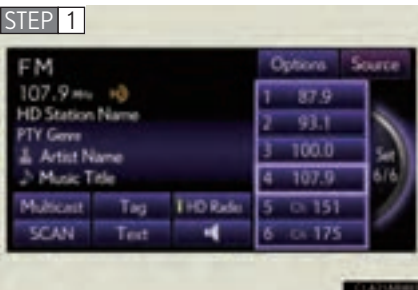 STEP 1
FM
107.9 MHz
HD Station Name
PTY Genre
Artist Name
Music Title
Multicast Tag HD Radio
SCAN Text
Options Source
1 87.9
2 93.1
3 100.0
4 107.9
5 Ch 151
6 Ch 175
Set
6/6